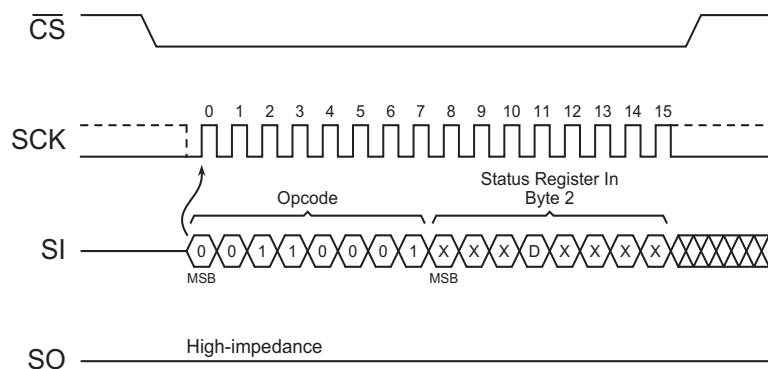 CS
0 1 2 3 4 5 6 7 8 9 10 11 12 13 14 15
SCK
Status Register In
Opcode Byte 2
SI 0 0 1 1 0 0 0 1 X X X D X X X X
MSB MSB
High-impedance
SO